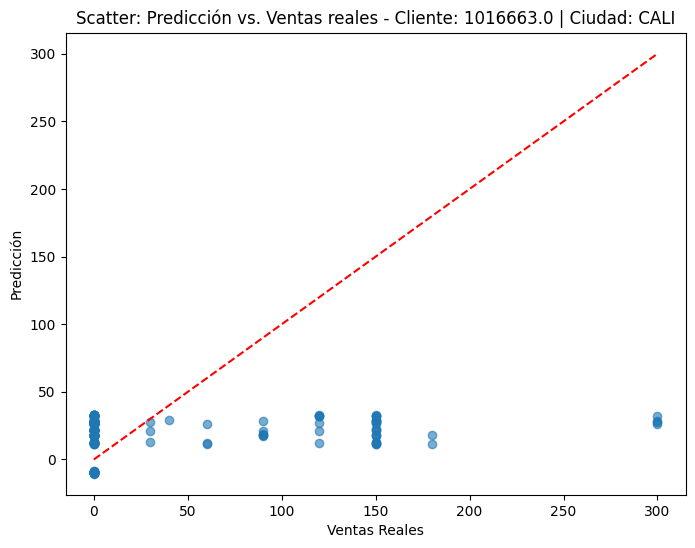 Scatter: Predicción vs. Ventas reales - Cliente: 1016663.0 | Ciudad: CALI
300
250
200
150
100
50
0
Predicción
0 50 100 150 200 250 300
Ventas Reales